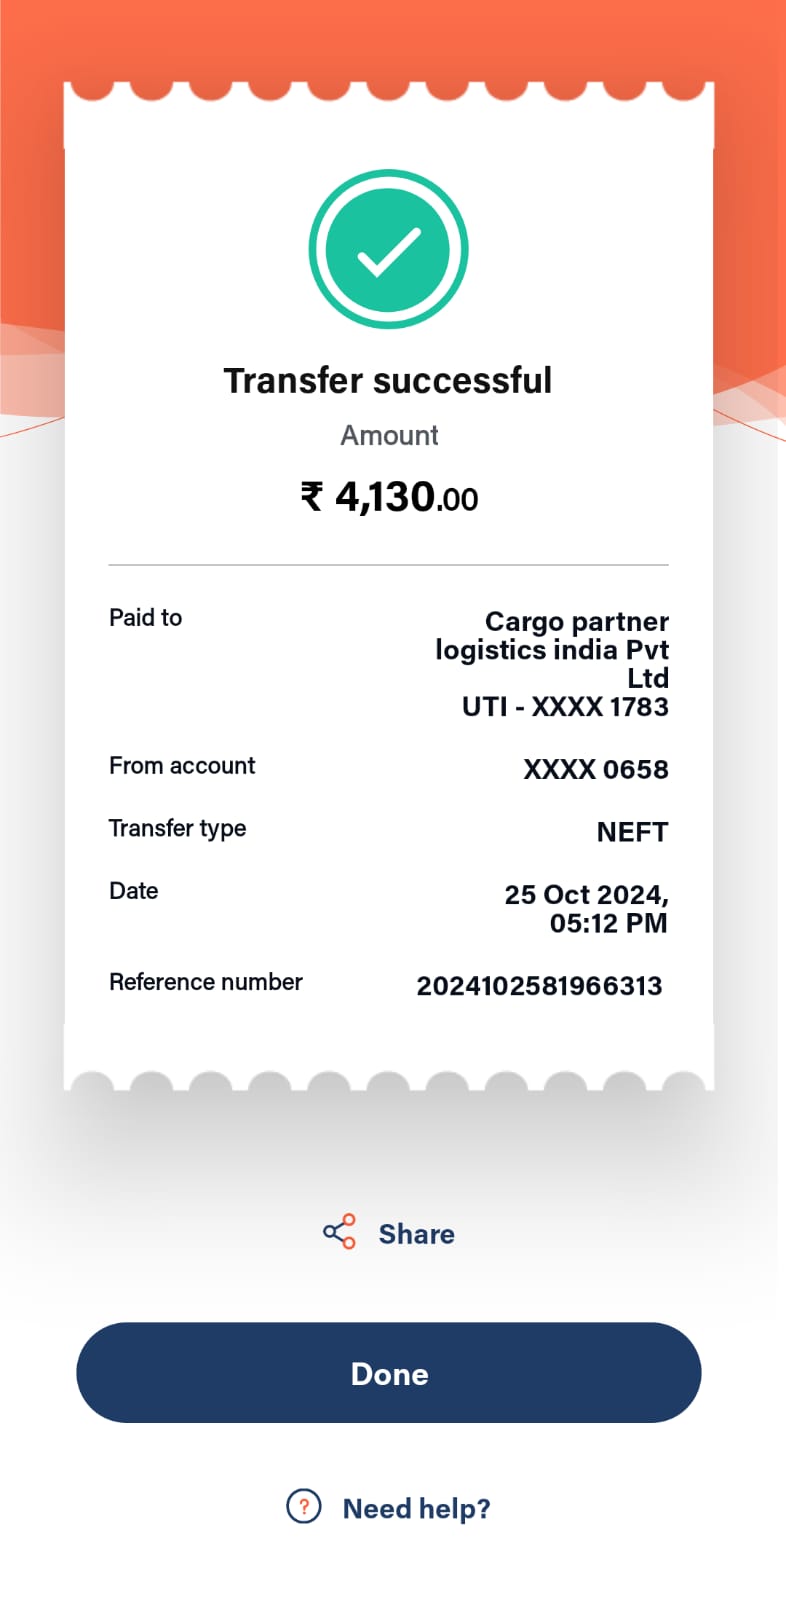 Transfer successful
Amount
₹ 4,130.00
Paid to
Cargo partner
logistics india Pvt
Ltd
UTI - XXXX 1783
From account
XXXX 0658
Transfer type
NEFT
Date
25 Oct 2024,
05:12 PM
Reference number
2024102581966313
Share
Done
? Need help?